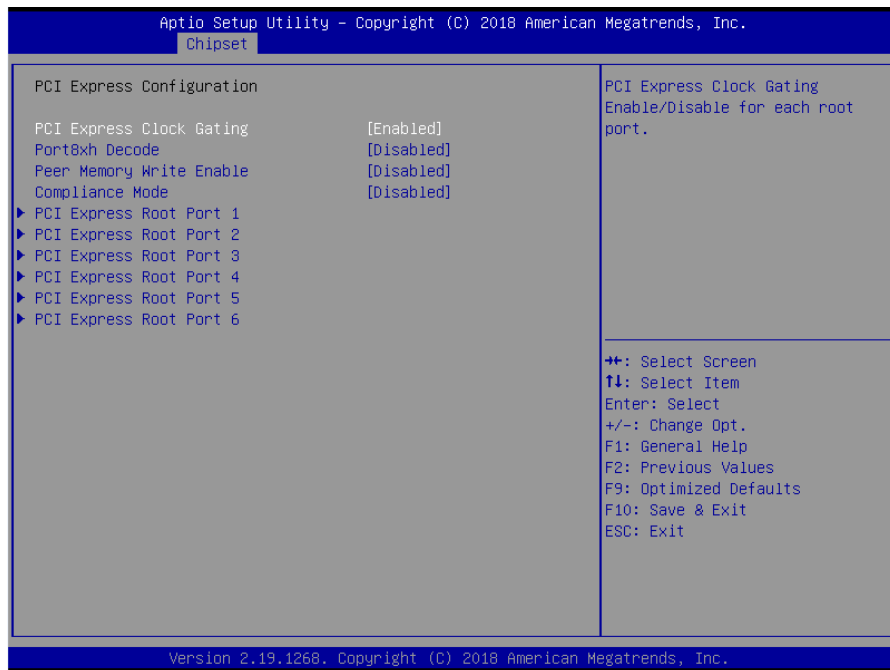 Aptio Setup Utility – Copyright (C) 2018 American Megatrends, Inc.
Chipset
PCI Express Configuration
PCI Express Clock Gating [Enabled]
Port8xh Decode [Disabled]
Peer Memory Write Enable [Disabled]
Compliance Mode [Disabled]
PCI Express Root Port 1
PCI Express Root Port 2
PCI Express Root Port 3
PCI Express Root Port 4
PCI Express Root Port 5
PCI Express Root Port 6
PCI Express Clock Gating
Enable/Disable for each root
port.
→←: Select Screen
↑↓: Select Item
Enter: Select
+/-: Change Opt.
F1: General Help
F2: Previous Values
F9: Optimized Defaults
F10: Save & Exit
ESC: Exit
Version 2.19.1268. Copyright (C) 2018 American Megatrends, Inc.